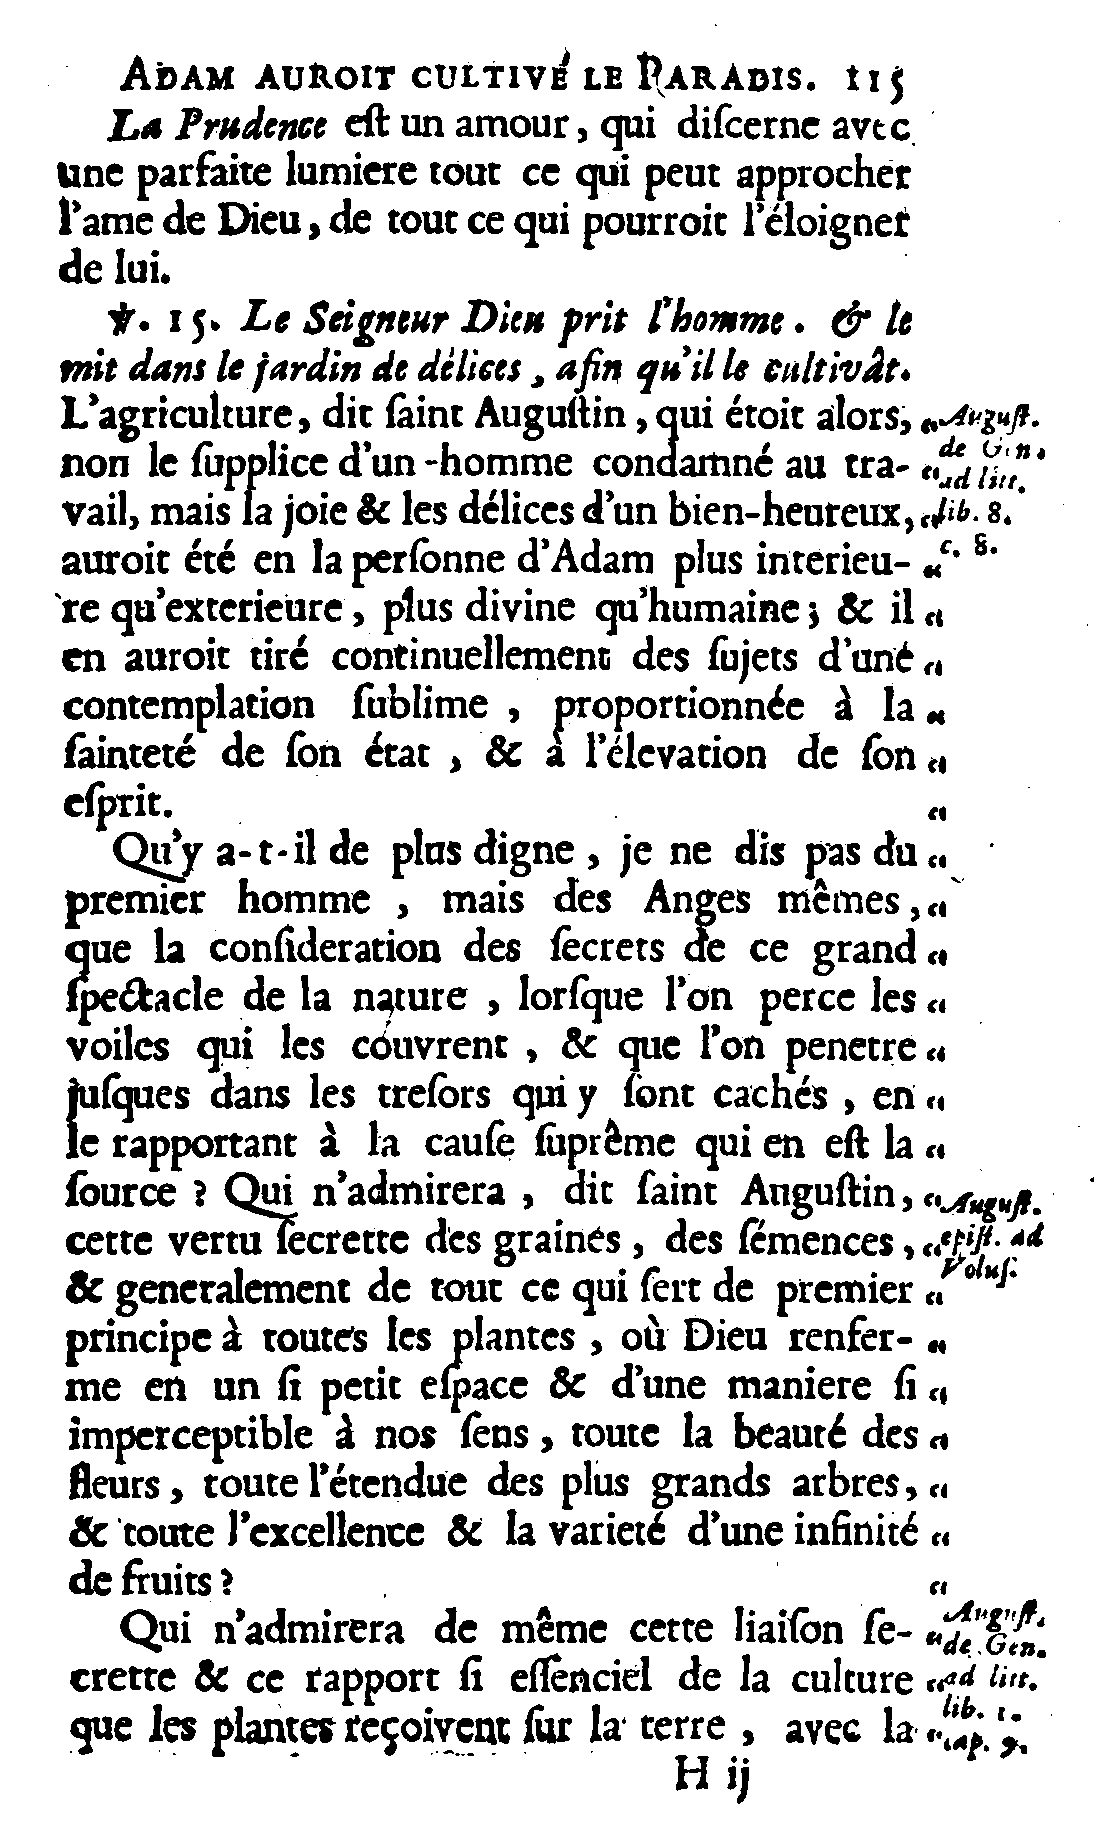 ADAM AUROIT CULTIVÉ LE PARADIS. 115
La Prudence est un amour, qui discerne avec
une parfaite lumiere tout ce qui peut approcher
l'ame de Dieu, de tout ce qui pourroit l'éloigner
de lui.
℣. 15. Le Seigneur Dieu prit l'homme. & le
mit dans le jardin de délices, afin qu'il le cultivât.
L'agriculture, dit saint Augustin, qui étoit alors, “ August.
non le supplice d'un-homme condamné au tra- “ de Gen.
ad litt.
vail, mais la joie & les délices d'un bien-heureux, “ lib. 8.
auroit été en la personne d'Adam plus interieu- “ c. 8.
re qu'exterieure, plus divine qu'humaine; & il “
en auroit tiré continuellement des sujets d'une “
contemplation sublime, proportionnée à la “
sainteté de son état, & à l'élevation de son “
esprit. “
Qu'y a-t-il de plus digne, je ne dis pas du “
premier homme, mais des Anges mêmes, “
que la consideration des secrets de ce grand “
spectacle de la nature, lorsque l'on perce les “
voiles qui les couvrent, & que l'on penetre “
jusques dans les tresors qui y sont cachés, en “
le rapportant à la cause suprême qui en est la “
source? Qui n'admirera, dit saint Augustin, “ August.
cette vertu secrette des graines, des sémences, “ epist. ad
& generalement de tout ce qui sert de premier “ Volus.
principe à toutes les plantes, où Dieu renfer- “
me en un si petit espace & d'une maniere si “
imperceptible à nos sens, toute la beauté des “
fleurs, toute l'étendue des plus grands arbres, “
& toute l'excellence & la varieté d'une infinité “
de fruits? “
Qui n'admirera de même cette liaison se- “ August.
de Gen.
crette & ce rapport si essenciel de la culture “ ad litt.
que les plantes reçoivent sur la terre, avec la “ lib. 1.
cap. 9.
H ij